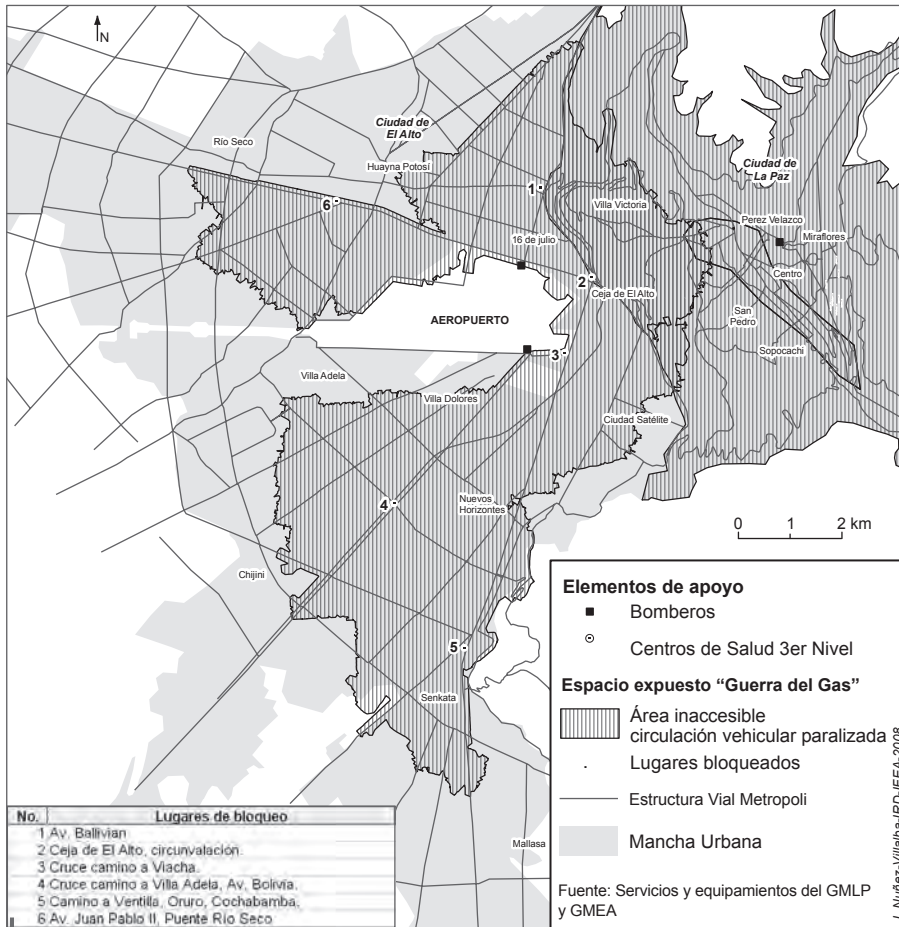 N
Ciudad de
El Alto
Río Seco
Huayna Potosí
Ciudad de
La Paz
1
Villa Victoria
6
Perez Velazco
Miraflores
16 de julio
Centro
2
Ceja de El Alto
San
Pedro
AEROPUERTO
3
Sopocachi
Villa Adela
Villa Dolores
Ciudad Satélite
4
Nuevos
Horizontes
0 1 2 km
Chijini
5
Senkata
Mallasa
Elementos de apoyo
Bomberos
Centros de Salud 3er Nivel
Espacio expuesto “Guerra del Gas”
Área inaccesible
circulación vehicular paralizada
Lugares bloqueados
Estructura Vial Metropoli
Mancha Urbana
Fuente: Servicios y equipamientos del GMLP
y GMEA
No. Lugares de bloqueo
1 Av. Ballivian
2 Ceja de El Alto, circunvalación.
3 Cruce camino a Viacha.
4 Cruce camino a Villa Adela, Av. Bolivia.
5 Camino a Ventilla, Oruro, Cochabamba.
6 Av. Juan Pablo II, Puente Río Seco